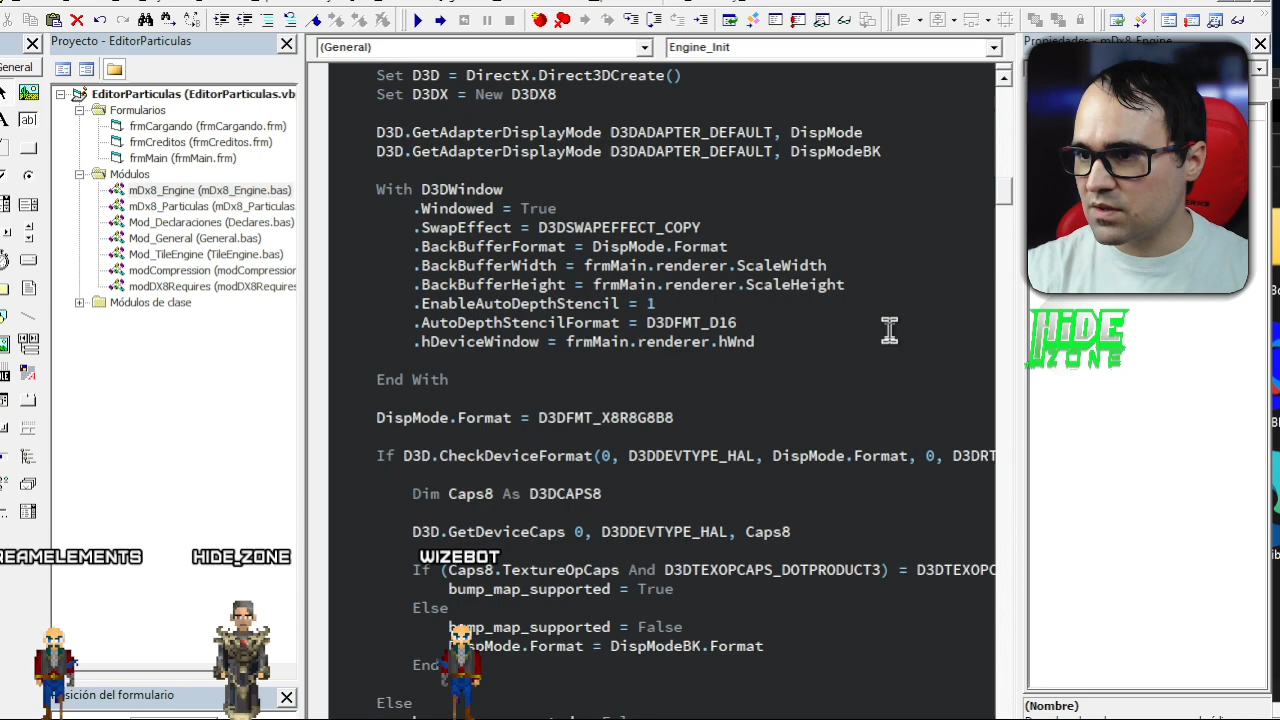 Proyecto - EditorParticulas
General
EditorParticulas (EditorParticulas.vb
Formularios
frmCargando (frmCargando.frm)
frmCreditos (frmCreditos.frm)
frmMain (frmMain.frm)
Módulos
mDx8_Engine (mDx8_Engine.bas)
mDx8_Particulas (mDx8_Particulas
Mod_Declaraciones (Declares.bas)
Mod_General (General.bas)
Mod_TileEngine (TileEngine.bas)
modCompression (modCompression
modDX8Requires (modDX8Requires
Módulos de clase
sición del formulario
(General)
Engine_Init
Set D3D = DirectX.Direct3DCreate()
Set D3DX = New D3DX8
D3D.GetAdapterDisplayMode D3DADAPTER_DEFAULT, DispMode
D3D.GetAdapterDisplayMode D3DADAPTER_DEFAULT, DispModeBK
With D3DWindow
.Windowed = True
.SwapEffect = D3DSWAPEFFECT_COPY
.BackBufferFormat = DispMode.Format
.BackBufferWidth = frmMain.renderer.ScaleWidth
.BackBufferHeight = frmMain.renderer.ScaleHeight
.EnableAutoDepthStencil = 1
.AutoDepthStencilFormat = D3DFMT_D16
.hDeviceWindow = frmMain.renderer.hWnd
End With
DispMode.Format = D3DFMT_X8R8G8B8
If D3D.CheckDeviceFormat(0, D3DDEVTYPE_HAL, DispMode.Format, 0, D3DRT
Dim Caps8 As D3DCAPS8
D3D.GetDeviceCaps 0, D3DDEVTYPE_HAL, Caps8
If (Caps8.TextureOpCaps And D3DTEXOPCAPS_DOTPRODUCT3) = D3DTEXOPC
bump_map_supported = True
Else
bump_map_supported = False
spMode.Format = DispModeBK.Format
End
Else
REAMELEMENTS
HIDE_ZONE
WIZEBOT
HIDE
ZONE
(Nombre)